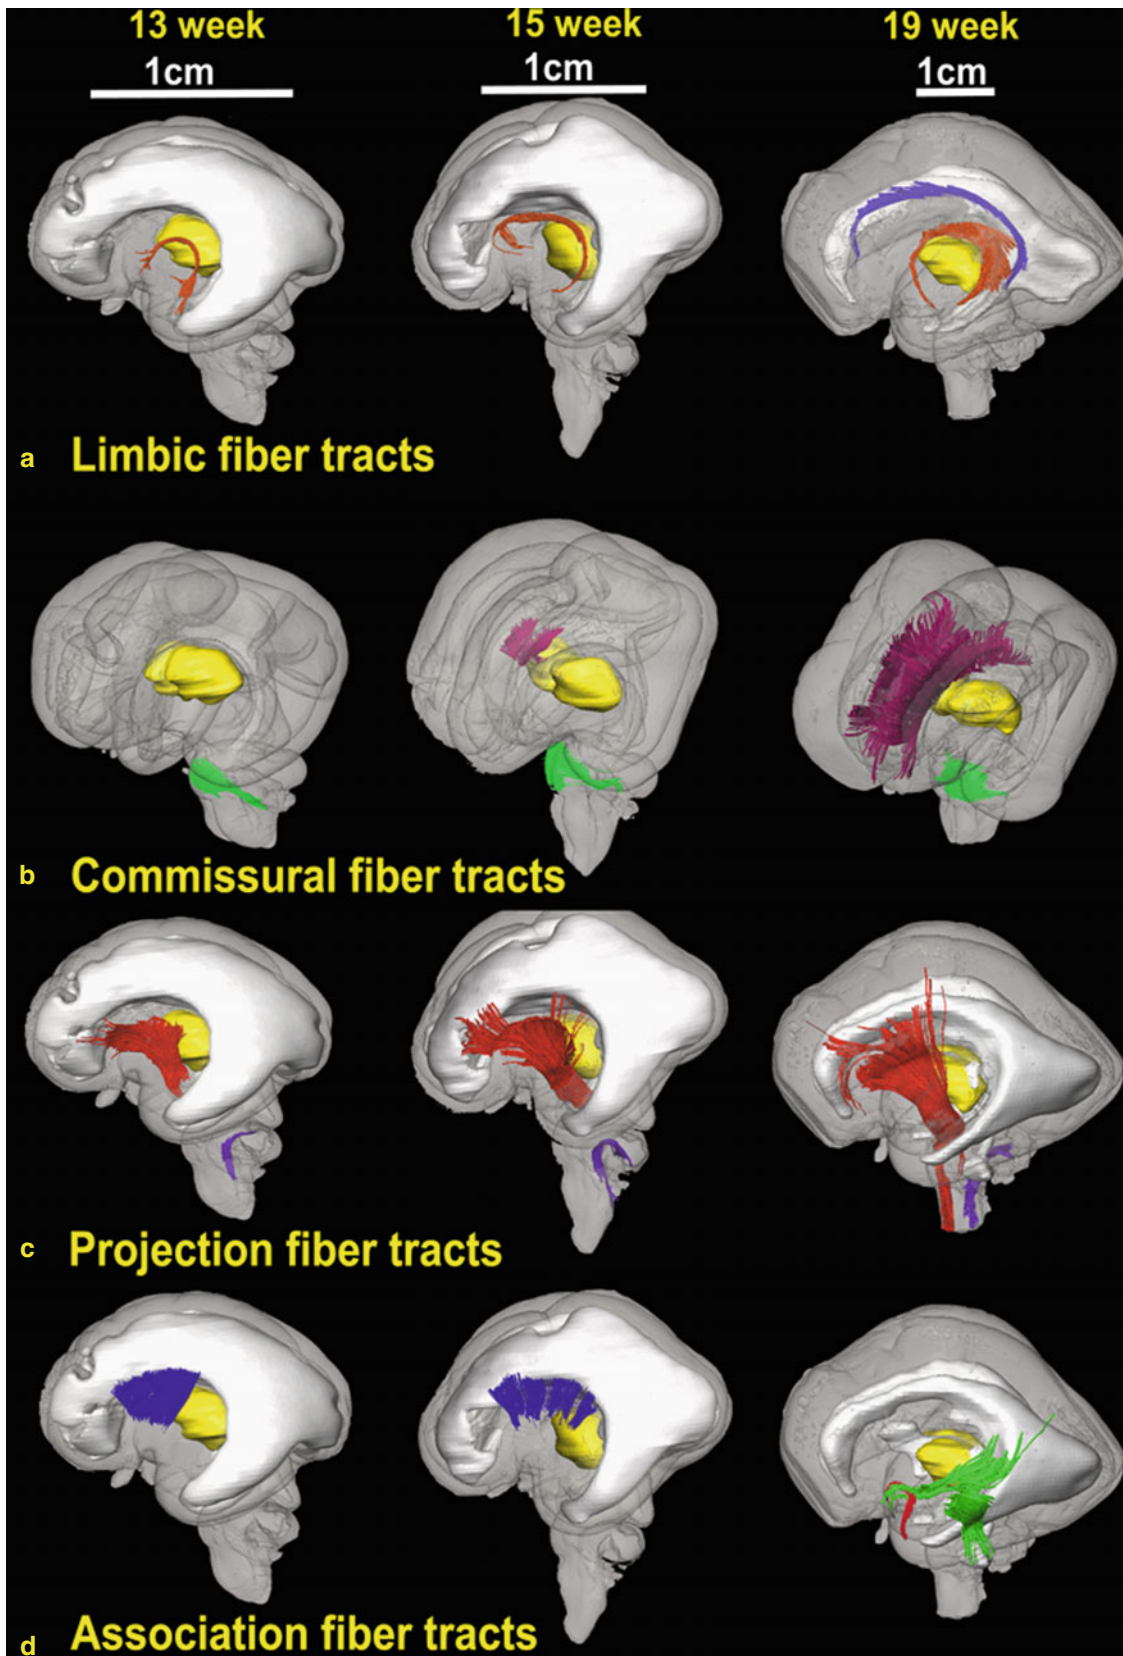 13 week 15 week 19 week
1cm 1cm 1cm
a Limbic fiber tracts
b Commissural fiber tracts
c Projection fiber tracts
d Association fiber tracts